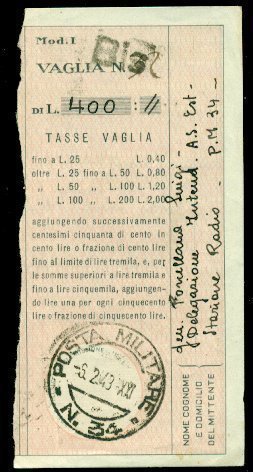 Mod. I
VAGLIA N. 32
DI L. 400 : //
TASSE VAGLIA
fino a L. 25 L. 0,40
oltre L. 25 fino a L. 50 L. 0,80
„ L. 50 „ L. 100 L. 1,20
„ L. 100 „ L. 200 L. 2,00
aggiungendo successivamente
centesimi cinquanta di cento in
cento lire o frazione di cento lire
fino al limite di lire tremila, e, per
le somme superiori a lire tremila e
fino a lire cinquemila, aggiungen-
do lire una per ogni cinquecento
lire o frazione di cinquecento lire.
POSTA MILITARE
-6.2.43-XXI
N. 34
Luigi -
Delegazione Intend. A.S. Est -
Stazione Radio - P.M 34 -
NOME COGNOME
E DOMICILIO
DEL MITTENTE